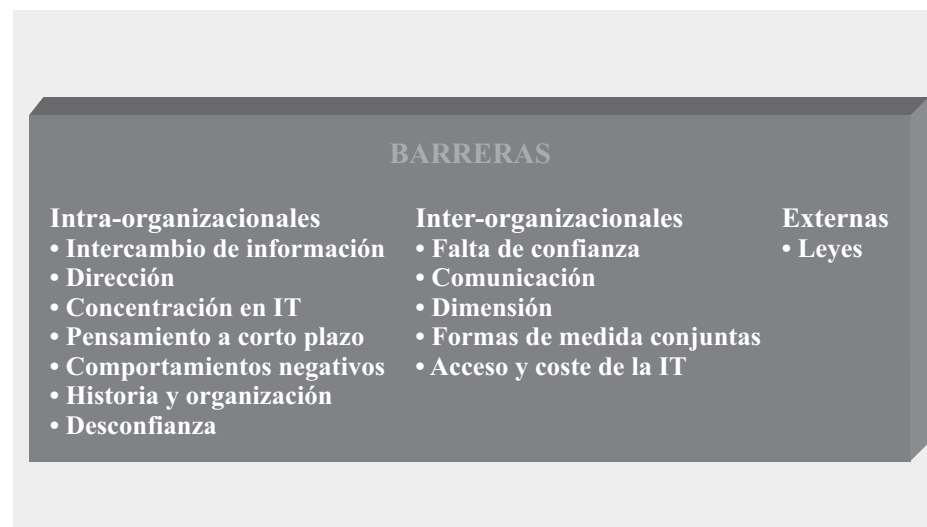 BARRERAS
Intra-organizacionales
• Intercambio de información
• Dirección
• Concentración en IT
• Pensamiento a corto plazo
• Comportamientos negativos
• Historia y organización
• Desconfianza
Inter-organizacionales
• Falta de confianza
• Comunicación
• Dimensión
• Formas de medida conjuntas
• Acceso y coste de la IT
Externas
• Leyes